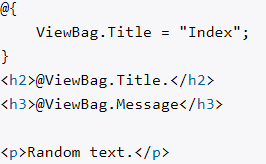 @{
    ViewBag.Title = "Index";
}
<h2>@ViewBag.Title.</h2>
<h3>@ViewBag.Message</h3>

<p>Random text.</p>